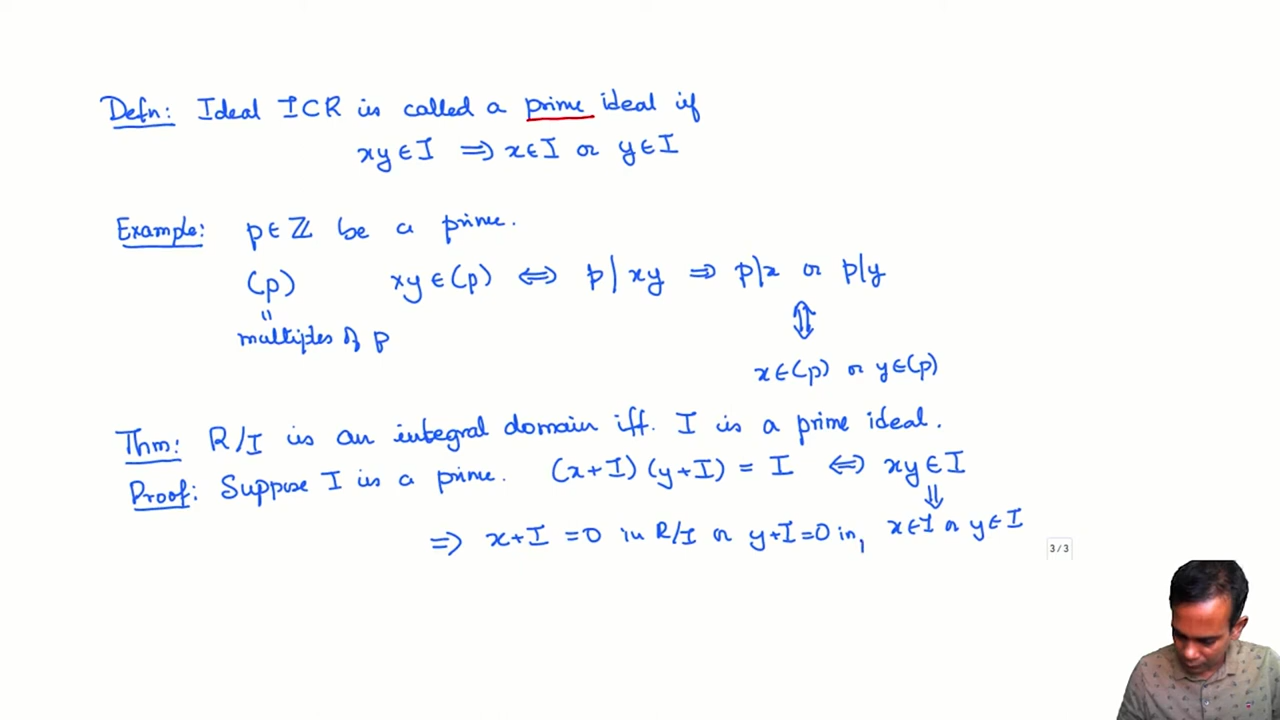 Defn: Ideal I⊂R is called a prime ideal if
xy ∈ I ⟹ x∈I or y∈I
Example: p∈ℤ be a prime.
(p) xy ∈ (p) ⟺ p | xy ⇒ p|x or p|y
"
multiples of p
⇕
x∈(p) or y∈(p)
Thm: R/I is an integral domain iff. I is a prime ideal.
Proof: Suppose I is a prime. (x+I)(y+I) = I ⟺ xy∈I
⇓
⟹ x+I = 0 in R/I or y+I=0 in x∈I or y∈I
3/3